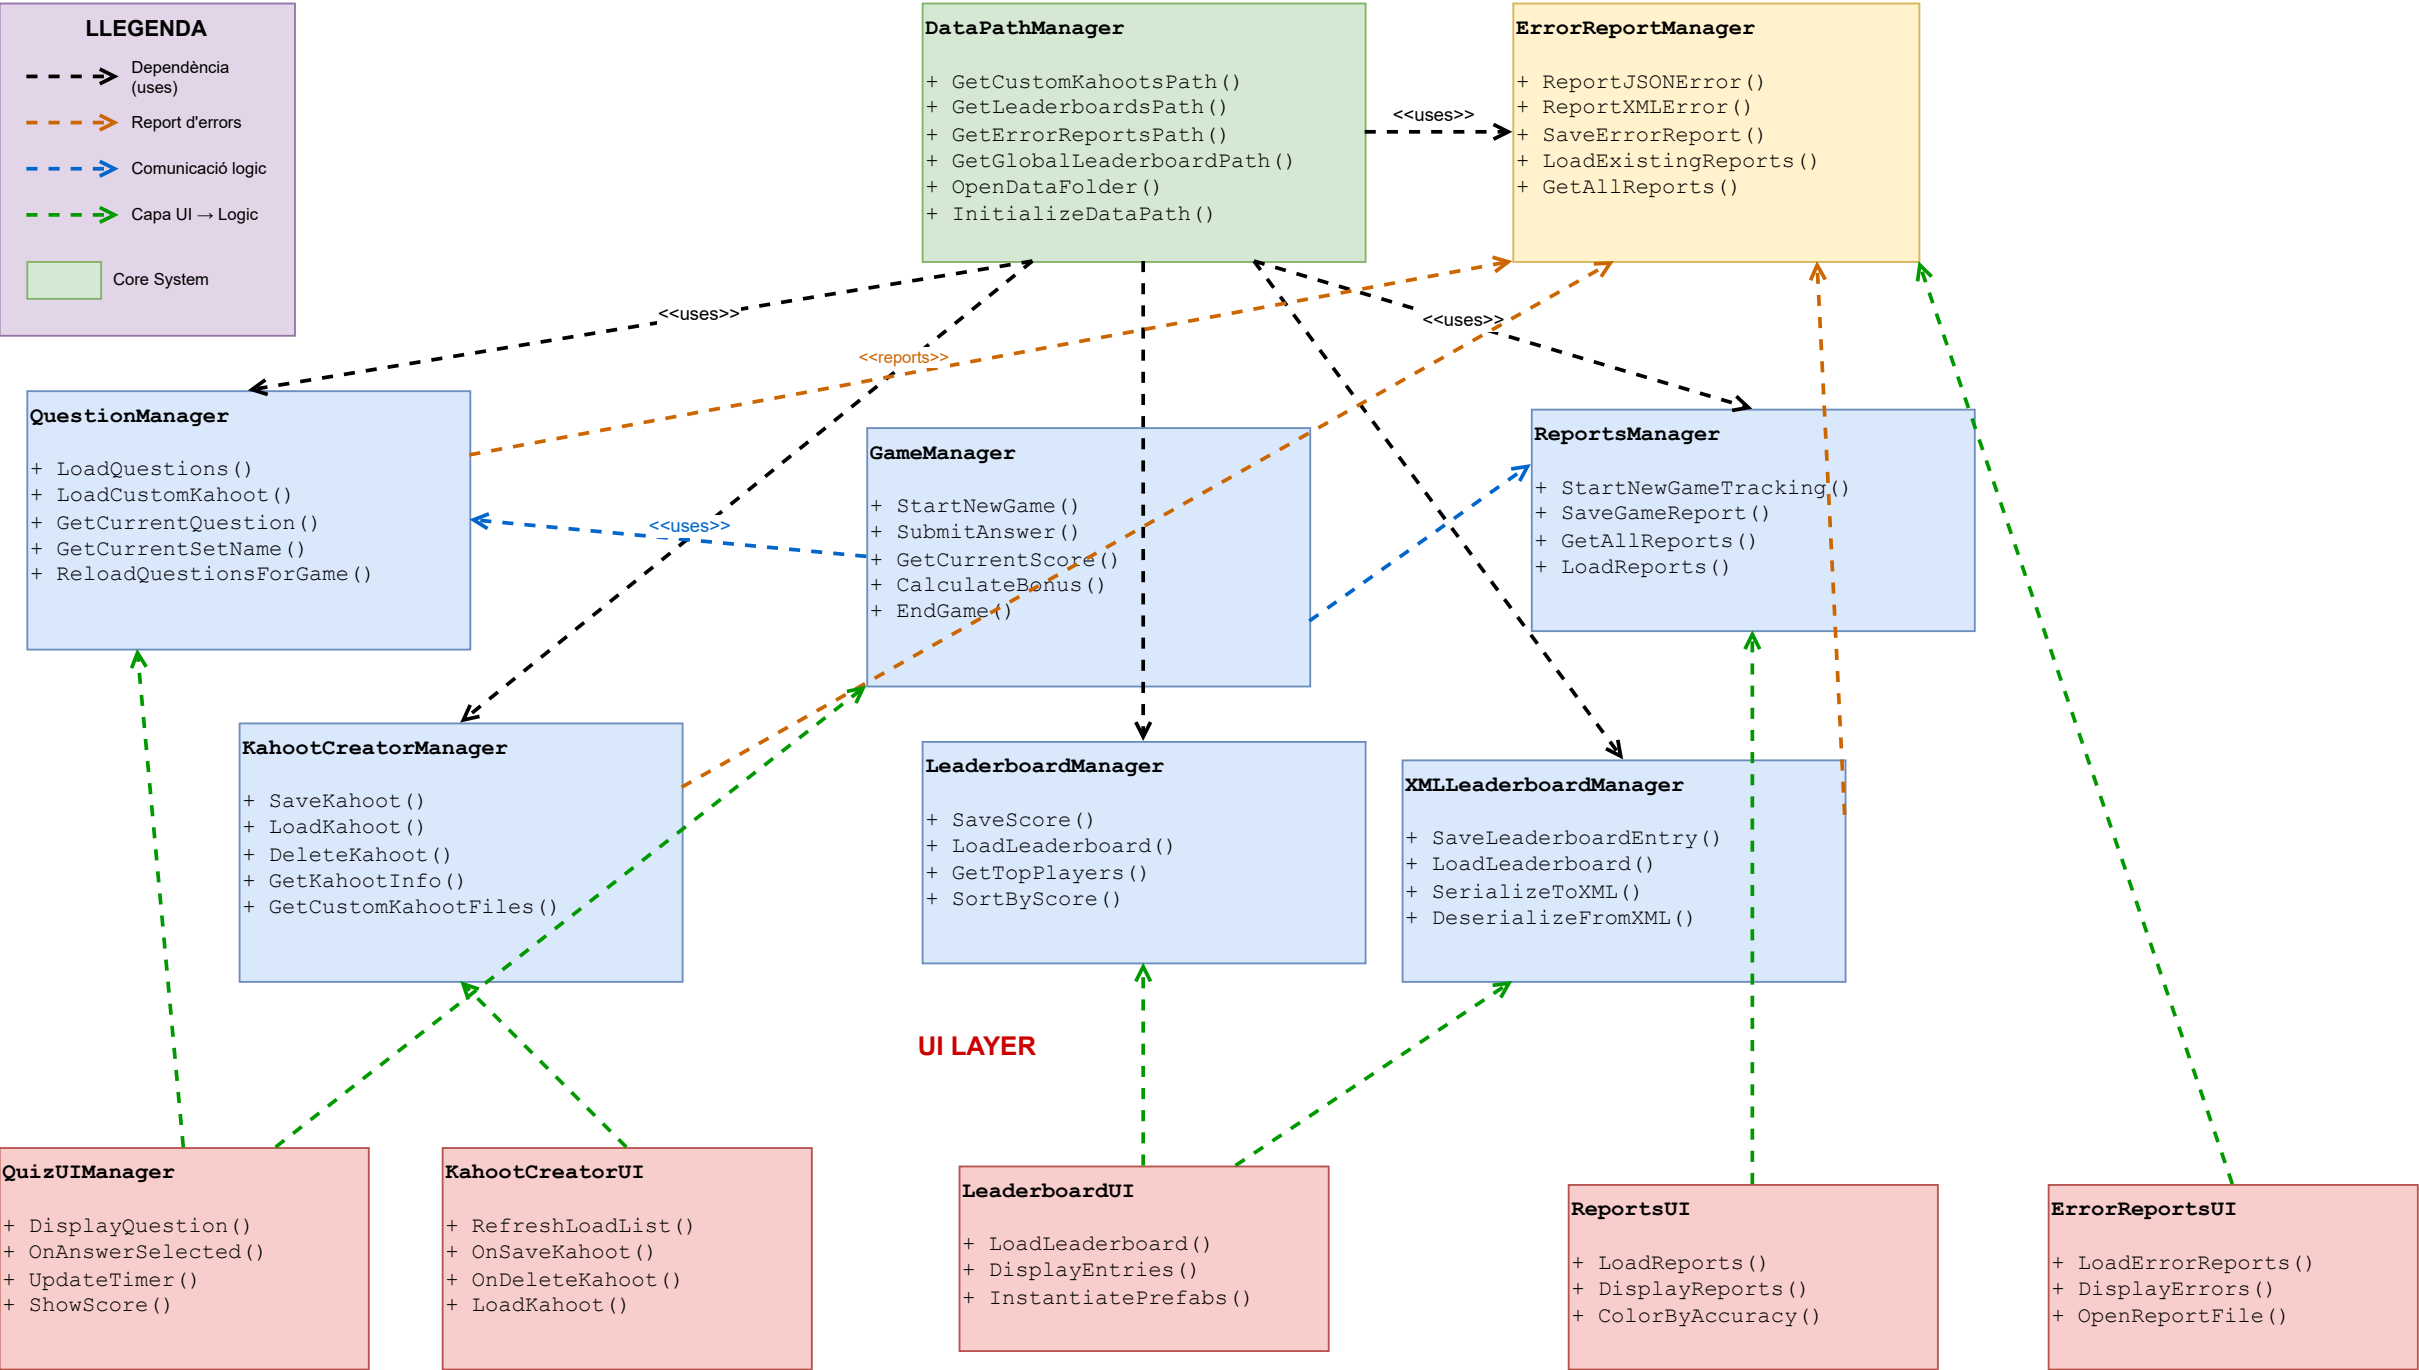 LLEGENDA
Dependència
(uses)
Report d'errors
Comunicació logic
Capa UI → Logic
Core System
DataPathManager
+ GetCustomKahootsPath()
+ GetLeaderboardsPath()
+ GetErrorReportsPath()
+ GetGlobalLeaderboardPath()
+ OpenDataFolder()
+ InitializeDataPath()
<<uses>>
ErrorReportManager
+ ReportJSONError()
+ ReportXMLError()
+ SaveErrorReport()
+ LoadExistingReports()
+ GetAllReports()
<<uses>>
<<uses>>
<<reports>>
QuestionManager
+ LoadQuestions()
+ LoadCustomKahoot()
+ GetCurrentQuestion()
+ GetCurrentSetName()
+ ReloadQuestionsForGame()
<<uses>>
GameManager
+ StartNewGame()
+ SubmitAnswer()
+ GetCurrentScore()
+ CalculateBonus()
+ EndGame()
ReportsManager
+ StartNewGameTracking()
+ SaveGameReport()
+ GetAllReports()
+ LoadReports()
KahootCreatorManager
+ SaveKahoot()
+ LoadKahoot()
+ DeleteKahoot()
+ GetKahootInfo()
+ GetCustomKahootFiles()
LeaderboardManager
+ SaveScore()
+ LoadLeaderboard()
+ GetTopPlayers()
+ SortByScore()
XMLLeaderboardManager
+ SaveLeaderboardEntry()
+ LoadLeaderboard()
+ SerializeToXML()
+ DeserializeFromXML()
UI LAYER
QuizUIManager
+ DisplayQuestion()
+ OnAnswerSelected()
+ UpdateTimer()
+ ShowScore()
KahootCreatorUI
+ RefreshLoadList()
+ OnSaveKahoot()
+ OnDeleteKahoot()
+ LoadKahoot()
LeaderboardUI
+ LoadLeaderboard()
+ DisplayEntries()
+ InstantiatePrefabs()
ReportsUI
+ LoadReports()
+ DisplayReports()
+ ColorByAccuracy()
ErrorReportsUI
+ LoadErrorReports()
+ DisplayErrors()
+ OpenReportFile()